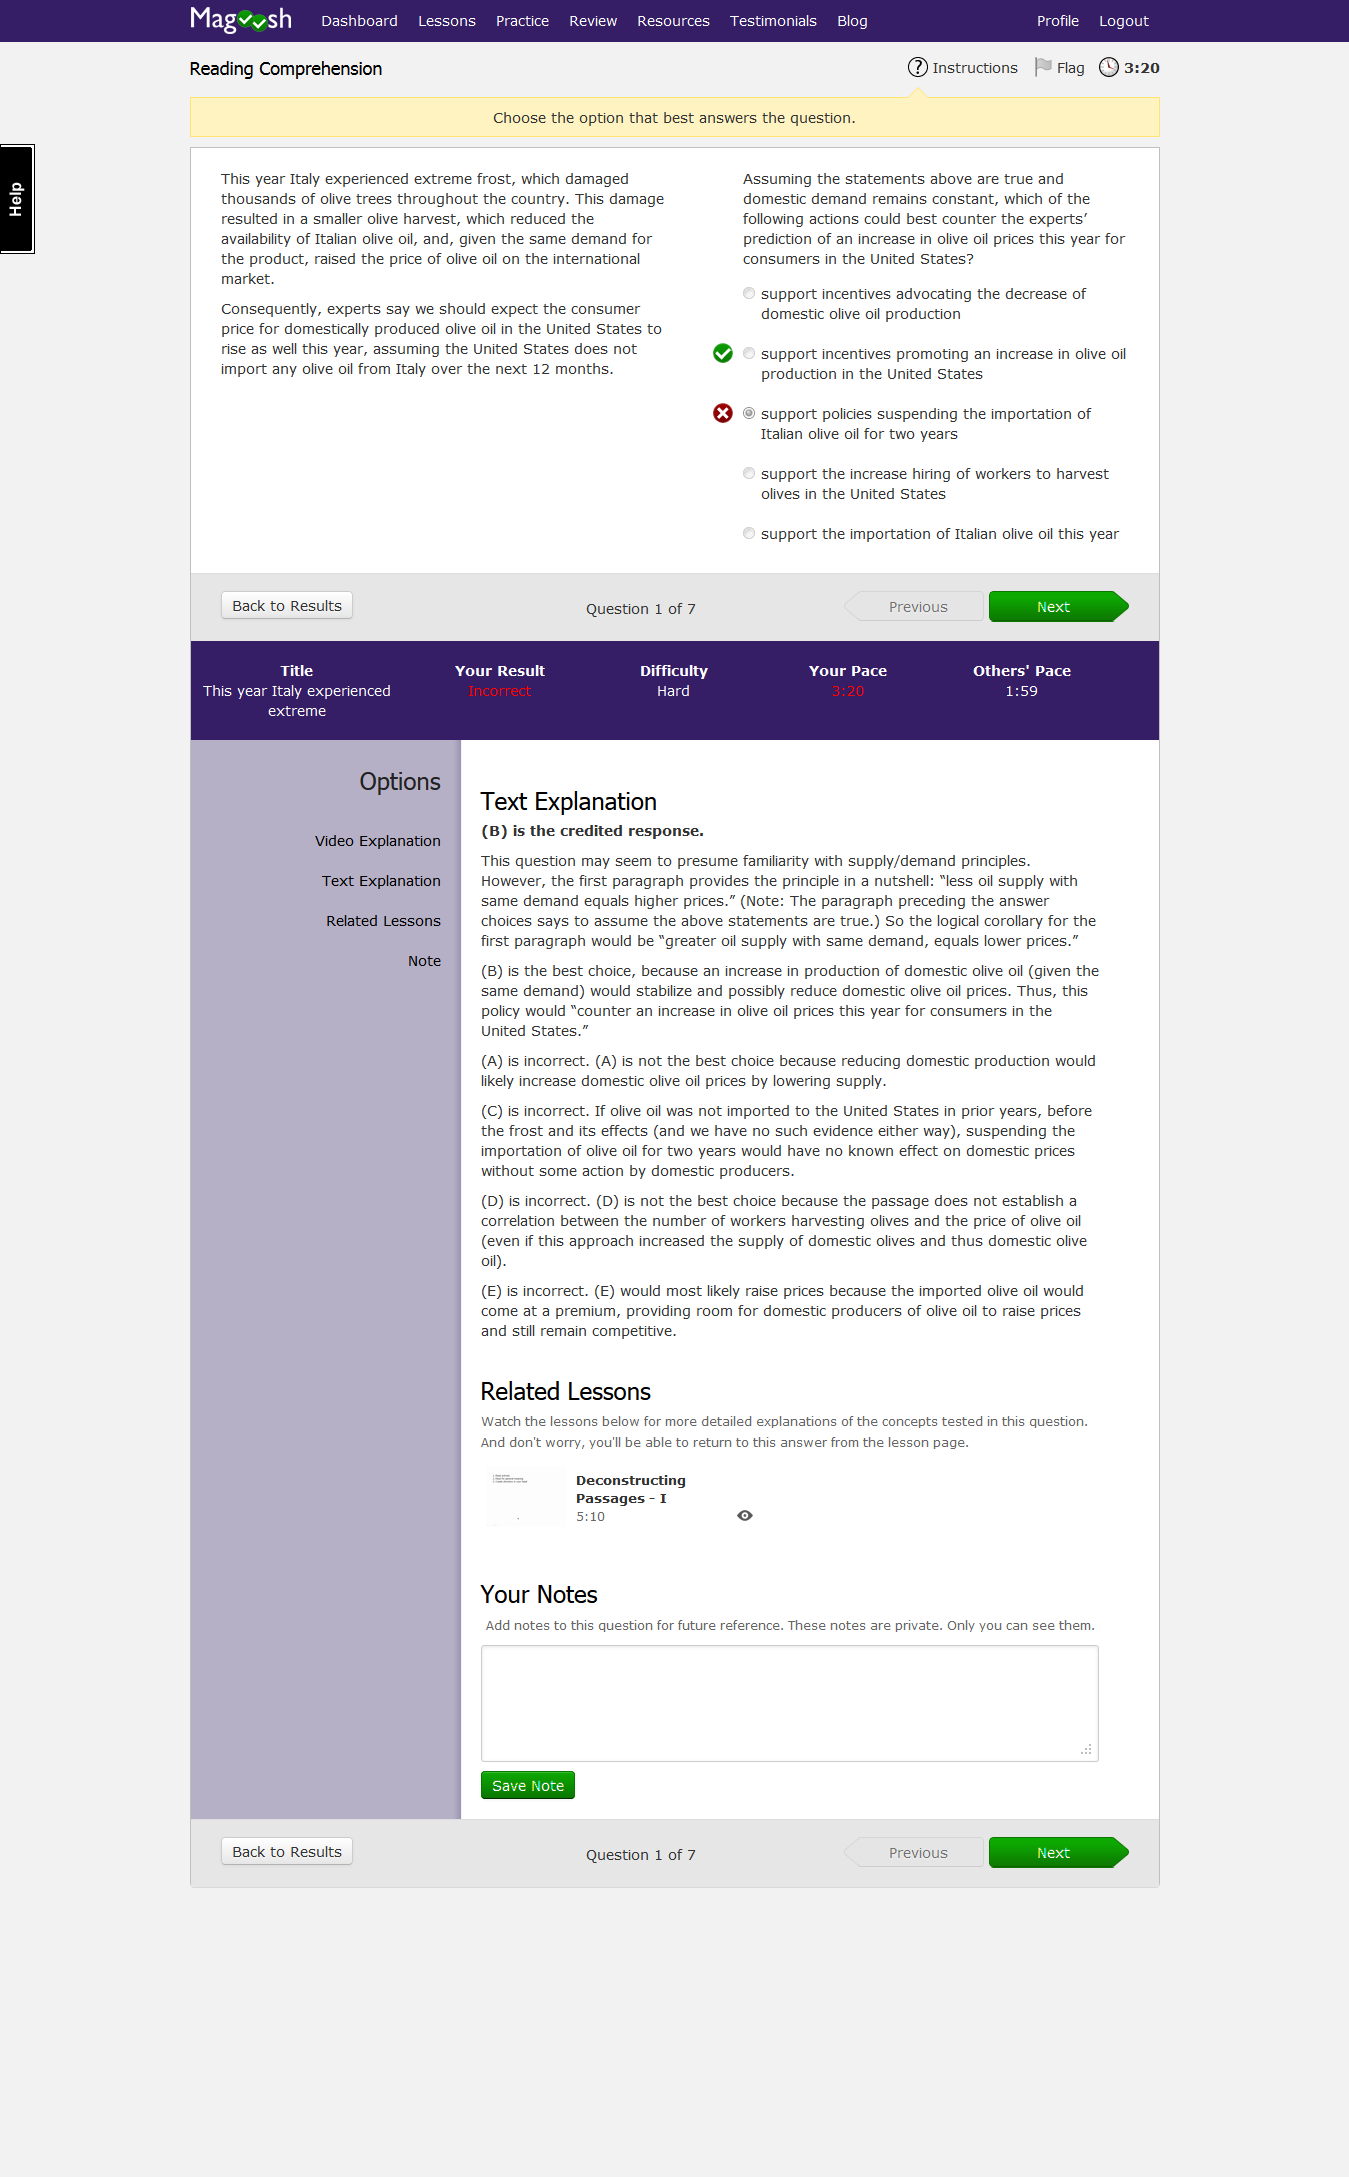 Magoosh Dashboard Lessons Practice Review Resources Testimonials Blog Profile Logout
Reading Comprehension
Instructions Flag 3:20
Choose the option that best answers the question.
Help
This year Italy experienced extreme frost, which damaged
thousands of olive trees throughout the country. This damage
resulted in a smaller olive harvest, which reduced the
availability of Italian olive oil, and, given the same demand for
the product, raised the price of olive oil on the international
market.
Consequently, experts say we should expect the consumer
price for domestically produced olive oil in the United States to
rise as well this year, assuming the United States does not
import any olive oil from Italy over the next 12 months.
Assuming the statements above are true and
domestic demand remains constant, which of the
following actions could best counter the experts’
prediction of an increase in olive oil prices this year for
consumers in the United States?
support incentives advocating the decrease of
domestic olive oil production
support incentives promoting an increase in olive oil
production in the United States
support policies suspending the importation of
Italian olive oil for two years
support the increase hiring of workers to harvest
olives in the United States
support the importation of Italian olive oil this year
Back to Results Question 1 of 7 Previous Next
Title Your Result Difficulty Your Pace Others' Pace
This year Italy experienced Incorrect Hard 3:20 1:59
extreme
Options
Video Explanation
Text Explanation
Related Lessons
Note
Text Explanation
(B) is the credited response.
This question may seem to presume familiarity with supply/demand principles.
However, the first paragraph provides the principle in a nutshell: “less oil supply with
same demand equals higher prices.” (Note: The paragraph preceding the answer
choices says to assume the above statements are true.) So the logical corollary for the
first paragraph would be “greater oil supply with same demand, equals lower prices.”
(B) is the best choice, because an increase in production of domestic olive oil (given the
same demand) would stabilize and possibly reduce domestic olive oil prices. Thus, this
policy would “counter an increase in olive oil prices this year for consumers in the
United States.”
(A) is incorrect. (A) is not the best choice because reducing domestic production would
likely increase domestic olive oil prices by lowering supply.
(C) is incorrect. If olive oil was not imported to the United States in prior years, before
the frost and its effects (and we have no such evidence either way), suspending the
importation of olive oil for two years would have no known effect on domestic prices
without some action by domestic producers.
(D) is incorrect. (D) is not the best choice because the passage does not establish a
correlation between the number of workers harvesting olives and the price of olive oil
(even if this approach increased the supply of domestic olives and thus domestic olive
oil).
(E) is incorrect. (E) would most likely raise prices because the imported olive oil would
come at a premium, providing room for domestic producers of olive oil to raise prices
and still remain competitive.
Related Lessons
Watch the lessons below for more detailed explanations of the concepts tested in this question.
And don't worry, you'll be able to return to this answer from the lesson page.
Deconstructing
Passages - I
5:10
Your Notes
Add notes to this question for future reference. These notes are private. Only you can see them.
Save Note
Back to Results Question 1 of 7 Previous Next